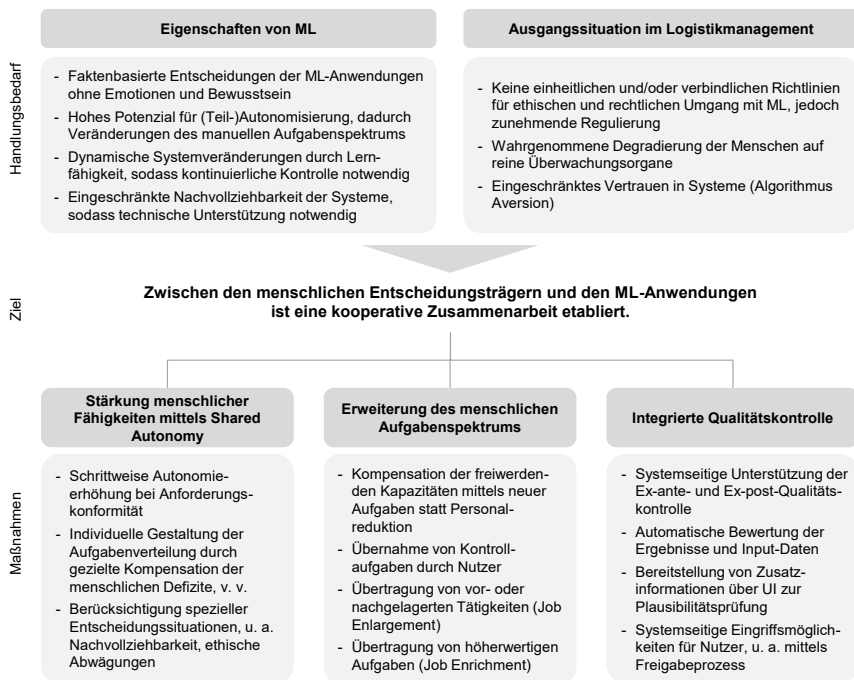 Handlungsbedarf
Eigenschaften von ML
- Faktenbasierte Entscheidungen der ML-Anwendungen
ohne Emotionen und Bewusstsein
- Hohes Potenzial für (Teil-)Autonomisierung, dadurch
Veränderungen des manuellen Aufgabenspektrums
- Dynamische Systemveränderungen durch Lern-
fähigkeit, sodass kontinuierliche Kontrolle notwendig
- Eingeschränkte Nachvollziehbarkeit der Systeme,
sodass technische Unterstützung notwendig
Ausgangssituation im Logistikmanagement
- Keine einheitlichen und/oder verbindlichen Richtlinien
für ethischen und rechtlichen Umgang mit ML, jedoch
zunehmende Regulierung
- Wahrgenommene Degradierung der Menschen auf
reine Überwachungsorgane
- Eingeschränktes Vertrauen in Systeme (Algorithmus
Aversion)
Ziel
Zwischen den menschlichen Entscheidungsträgern und den ML-Anwendungen
ist eine kooperative Zusammenarbeit etabliert.
Maßnahmen
Stärkung menschlicher
Fähigkeiten mittels Shared
Autonomy
- Schrittweise Autonomie-
erhöhung bei Anforderungs-
konformität
- Individuelle Gestaltung der
Aufgabenverteilung durch
gezielte Kompensation der
menschlichen Defizite, v. v.
- Berücksichtigung spezieller
Entscheidungssituationen, u. a.
Nachvollziehbarkeit, ethische
Abwägungen
Erweiterung des menschlichen
Aufgabenspektrums
- Kompensation der freiwerden-
den Kapazitäten mittels neuer
Aufgaben statt Personal-
reduktion
- Übernahme von Kontroll-
aufgaben durch Nutzer
- Übertragung von vor- oder
nachgelagerten Tätigkeiten (Job
Enlargement)
- Übertragung von höherwertigen
Aufgaben (Job Enrichment)
Integrierte Qualitätskontrolle
- Systemseitige Unterstützung der
Ex-ante- und Ex-post-Qualitäts-
kontrolle
- Automatische Bewertung der
Ergebnisse und Input-Daten
- Bereitstellung von Zusatz-
informationen über UI zur
Plausibilitätsprüfung
- Systemseitige Eingriffsmöglich-
keiten für Nutzer, u. a. mittels
Freigabeprozess